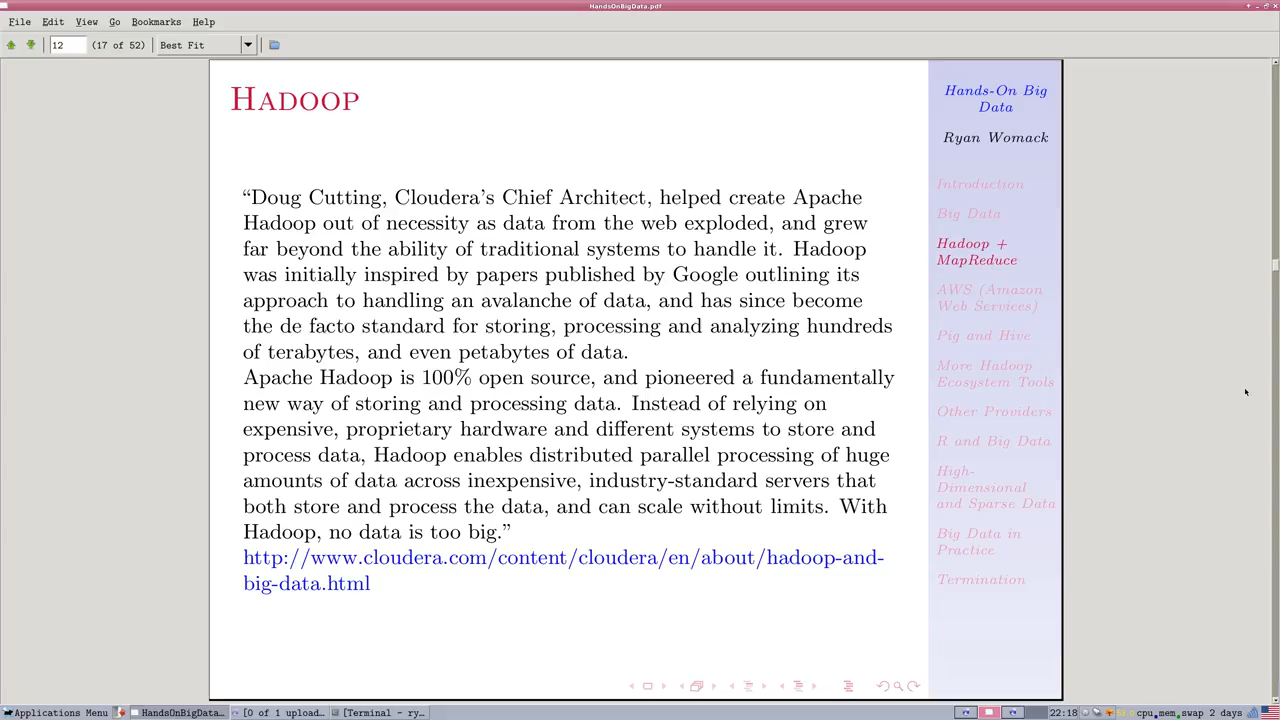 HandsOnBigData.pdf
File Edit View Go Bookmarks Help
12 (17 of 52) Best Fit
HADOOP
“Doug Cutting, Cloudera’s Chief Architect, helped create Apache
Hadoop out of necessity as data from the web exploded, and grew
far beyond the ability of traditional systems to handle it. Hadoop
was initially inspired by papers published by Google outlining its
approach to handling an avalanche of data, and has since become
the de facto standard for storing, processing and analyzing hundreds
of terabytes, and even petabytes of data.
Apache Hadoop is 100% open source, and pioneered a fundamentally
new way of storing and processing data. Instead of relying on
expensive, proprietary hardware and different systems to store and
process data, Hadoop enables distributed parallel processing of huge
amounts of data across inexpensive, industry-standard servers that
both store and process the data, and can scale without limits. With
Hadoop, no data is too big.”
http://www.cloudera.com/content/cloudera/en/about/hadoop-and-
big-data.html
Hands-On Big
Data
Ryan Womack
Introduction
Big Data
Hadoop +
MapReduce
AWS (Amazon
Web Services)
Pig and Hive
More Hadoop
Ecosystem Tools
Other Providers
R and Big Data
High-
Dimensional
and Sparse Data
Big Data in
Practice
Termination
Applications Menu HandsOnBigData... [0 of 1 upload... [Terminal - ry... 22:18 cpu mem swap 2 days